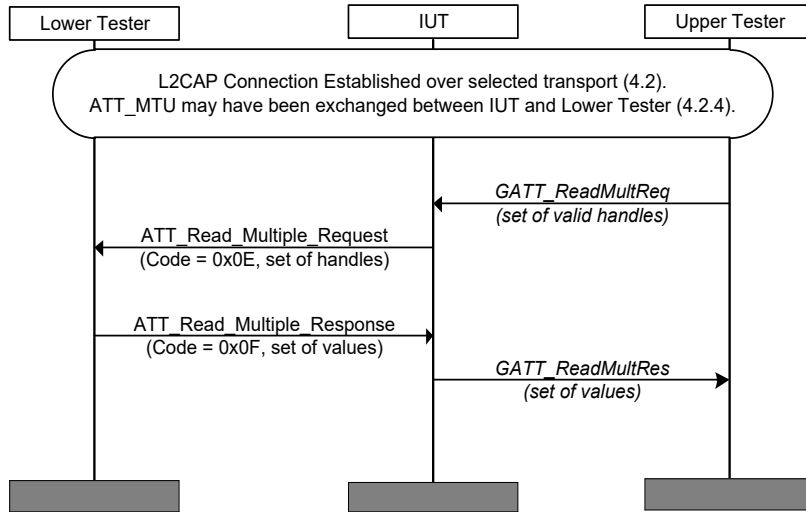 Lower Tester
IUT
Upper Tester
L2CAP Connection Established over selected transport (4.2).
ATT_MTU may have been exchanged between IUT and Lower Tester (4.2.4).
GATT_ReadMultReq
(set of valid handles)
ATT_Read_Multiple_Request
(Code = 0x0E, set of handles)
ATT_Read_Multiple_Response
(Code = 0x0F, set of values)
GATT_ReadMultRes
(set of values)